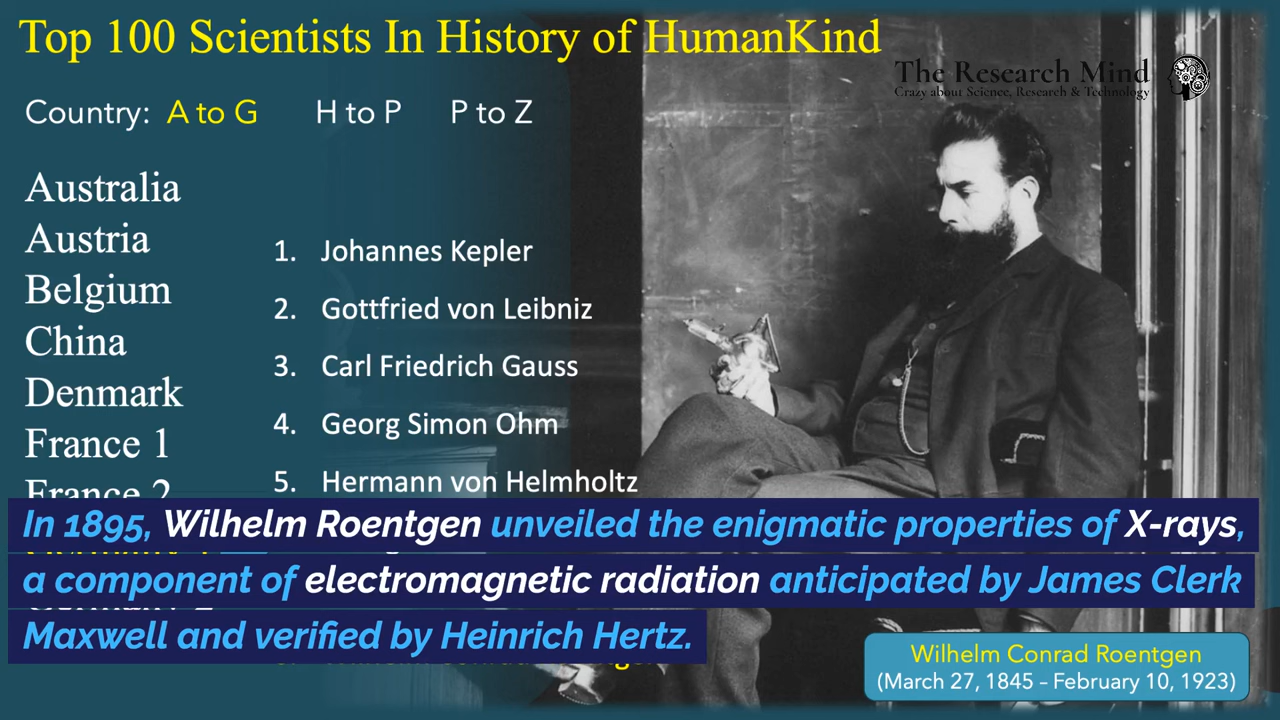 Top 100 Scientists In History of HumanKind
The Research Mind
Crazy about Science, Research & Technology
Country: A to G H to P P to Z
Australia
Austria
Belgium
China
Denmark
France 1
France 2
1. Johannes Kepler
2. Gottfried von Leibniz
3. Carl Friedrich Gauss
4. Georg Simon Ohm
5. Hermann von Helmholtz
In 1895, Wilhelm Roentgen unveiled the enigmatic properties of X-rays,
a component of electromagnetic radiation anticipated by James Clerk
Maxwell and verified by Heinrich Hertz.
Wilhelm Conrad Roentgen
(March 27, 1845 – February 10, 1923)